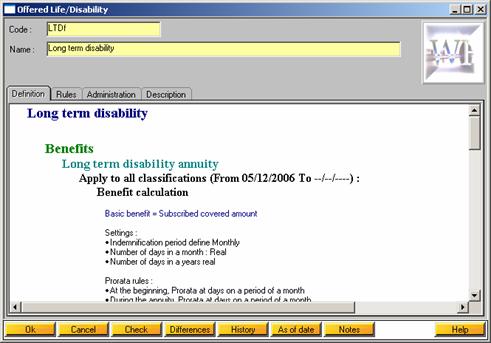 Offered Life/Disability
Code : LTDf
Name : Long term disability
Definition Rules Administration Description
Long term disability
Benefits
Long term disability annuity
Apply to all classifications (From 05/12/2006 To --/--/----) :
Benefit calculation
Basic benefit = Subscribed covered amount
Settings :
•Indemnification period define Monthly
•Number of days in a month : Real
•Number of days in a years real
Prorata rules :
•At the beginning, Prorata at days on a period of a month
•During the annuity, Prorata at days on a period of a month
Ok Cancel Check Differences History As of date Notes Help